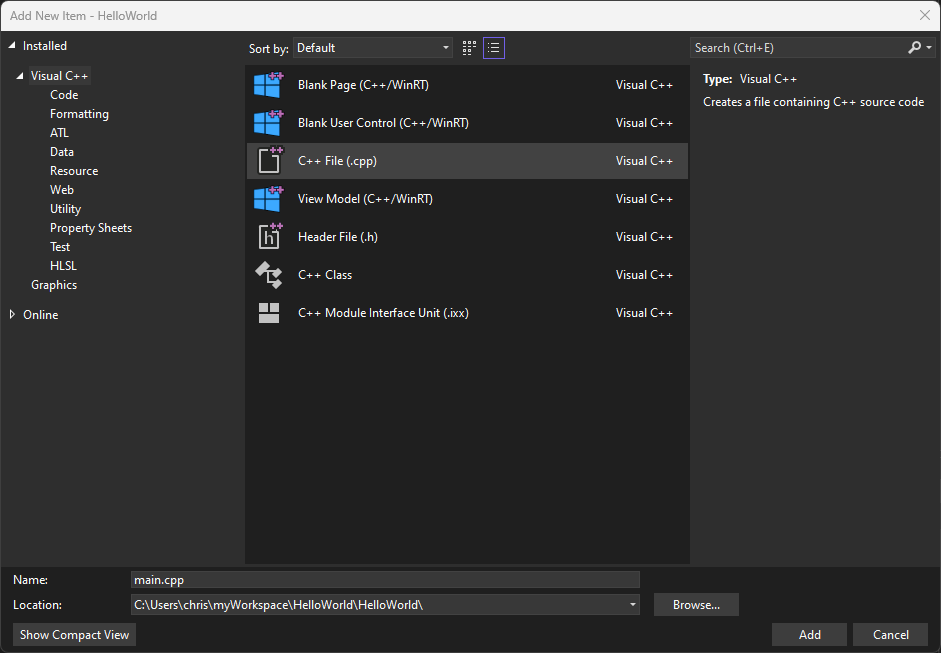 Add New Item - HelloWorld
Installed
Visual C++
Code
Formatting
ATL
Data
Resource
Web
Utility
Property Sheets
Test
HLSL
Graphics
Online
Sort by: Default
Blank Page (C++/WinRT) Visual C++
Blank User Control (C++/WinRT) Visual C++
C++ File (.cpp) Visual C++
View Model (C++/WinRT) Visual C++
Header File (.h) Visual C++
C++ Class Visual C++
C++ Module Interface Unit (.ixx) Visual C++
Search (Ctrl+E)
Type: Visual C++
Creates a file containing C++ source code
Name: main.cpp
Location: C:\Users\chris\myWorkspace\HelloWorld\HelloWorld\ Browse...
Show Compact View Add Cancel